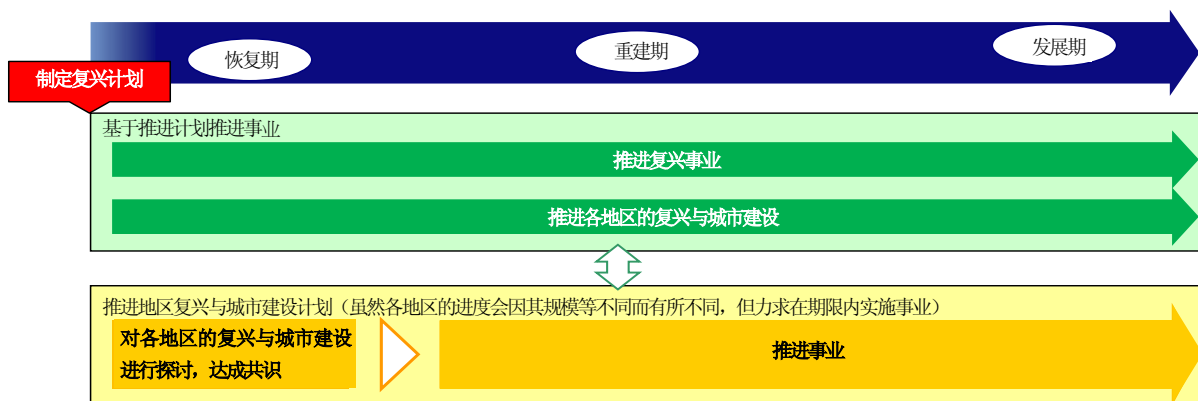 恢复期
重建期
发展期
制定复兴计划
基于推进计划推进事业
推进复兴事业
推进各地区的复兴与城市建设
推进地区复兴与城市建设计划（虽然各地区的进度会因其规模等不同而有所不同，但力求在期限内实施事业）
对各地区的复兴与城市建设
进行探讨，达成共识
推进事业